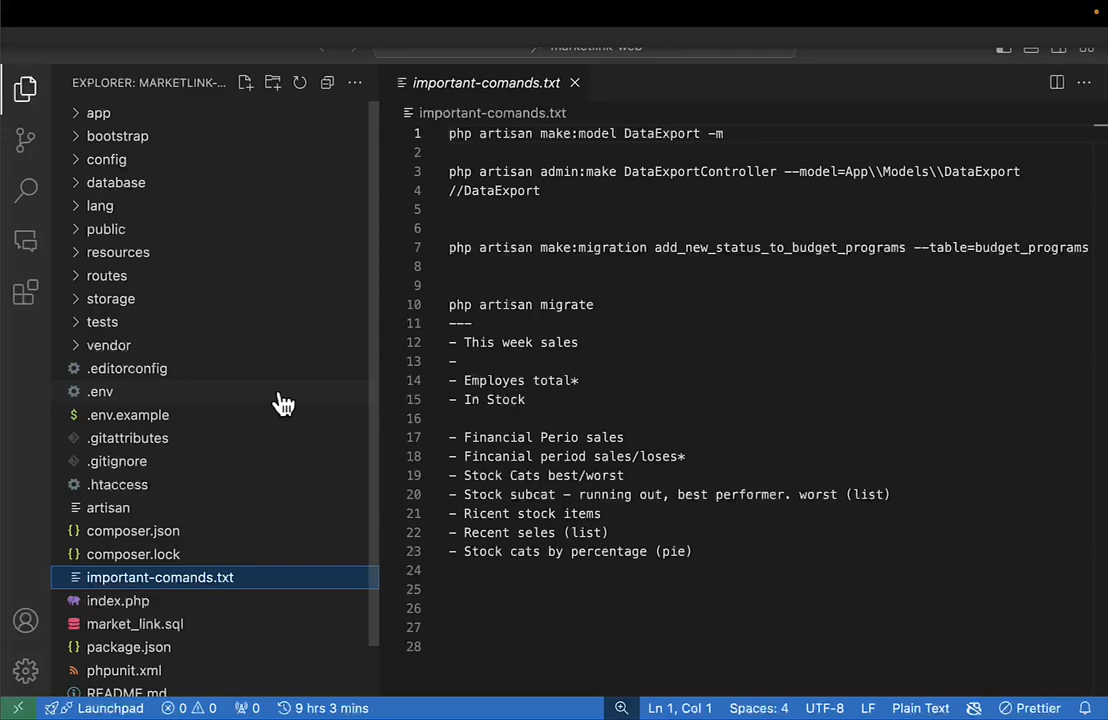 marketlink-web
EXPLORER: MARKETLINK-...
app
bootstrap
config
database
lang
public
resources
routes
storage
tests
vendor
.editorconfig
.env
.env.example
.gitattributes
.gitignore
.htaccess
artisan
composer.json
composer.lock
important-comands.txt
index.php
market_link.sql
package.json
phpunit.xml
README.md
important-comands.txt
important-comands.txt
1 php artisan make:model DataExport -m
2
3 php artisan admin:make DataExportController --model=App\\Models\\DataExport
4 //DataExport
5
6
7 php artisan make:migration add_new_status_to_budget_programs --table=budget_programs
8
9
10 php artisan migrate
11 ---
12 - This week sales
13 -
14 - Employes total*
15 - In Stock
16
17 - Financial Perio sales
18 - Fincanial period sales/loses*
19 - Stock Cats best/worst
20 - Stock subcat - running out, best performer. worst (list)
21 - Ricent stock items
22 - Recent seles (list)
23 - Stock cats by percentage (pie)
24
25
26
27
28
Launchpad 0 0 0 9 hrs 3 mins Ln 1, Col 1 Spaces: 4 UTF-8 LF Plain Text Prettier